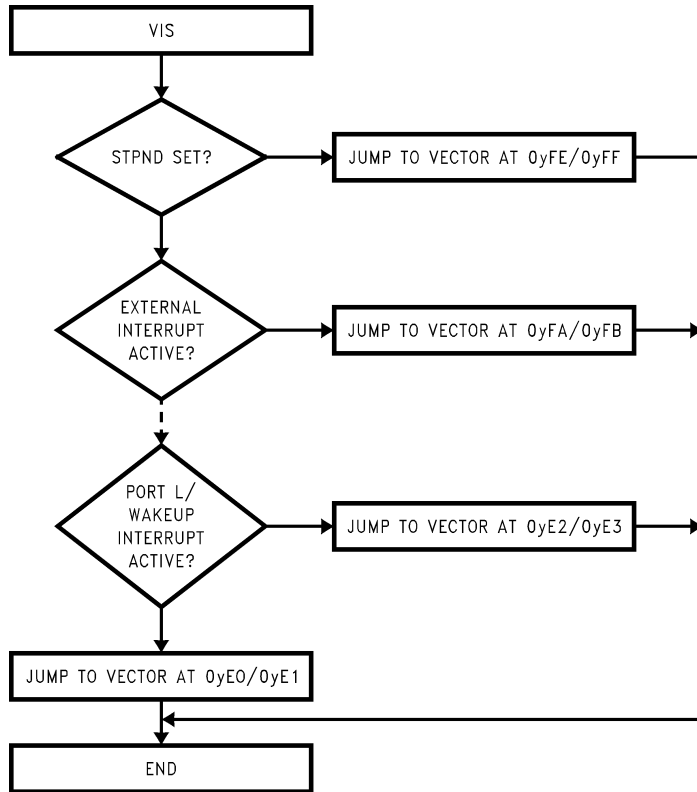 VIS
STPND SET?
JUMP TO VECTOR AT 0yFE/0yFF
EXTERNAL
INTERRUPT
ACTIVE?
JUMP TO VECTOR AT 0yFA/0yFB
PORT L/
WAKEUP
INTERRUPT
ACTIVE?
JUMP TO VECTOR AT 0yE2/0yE3
JUMP TO VECTOR AT 0yE0/0yE1
END